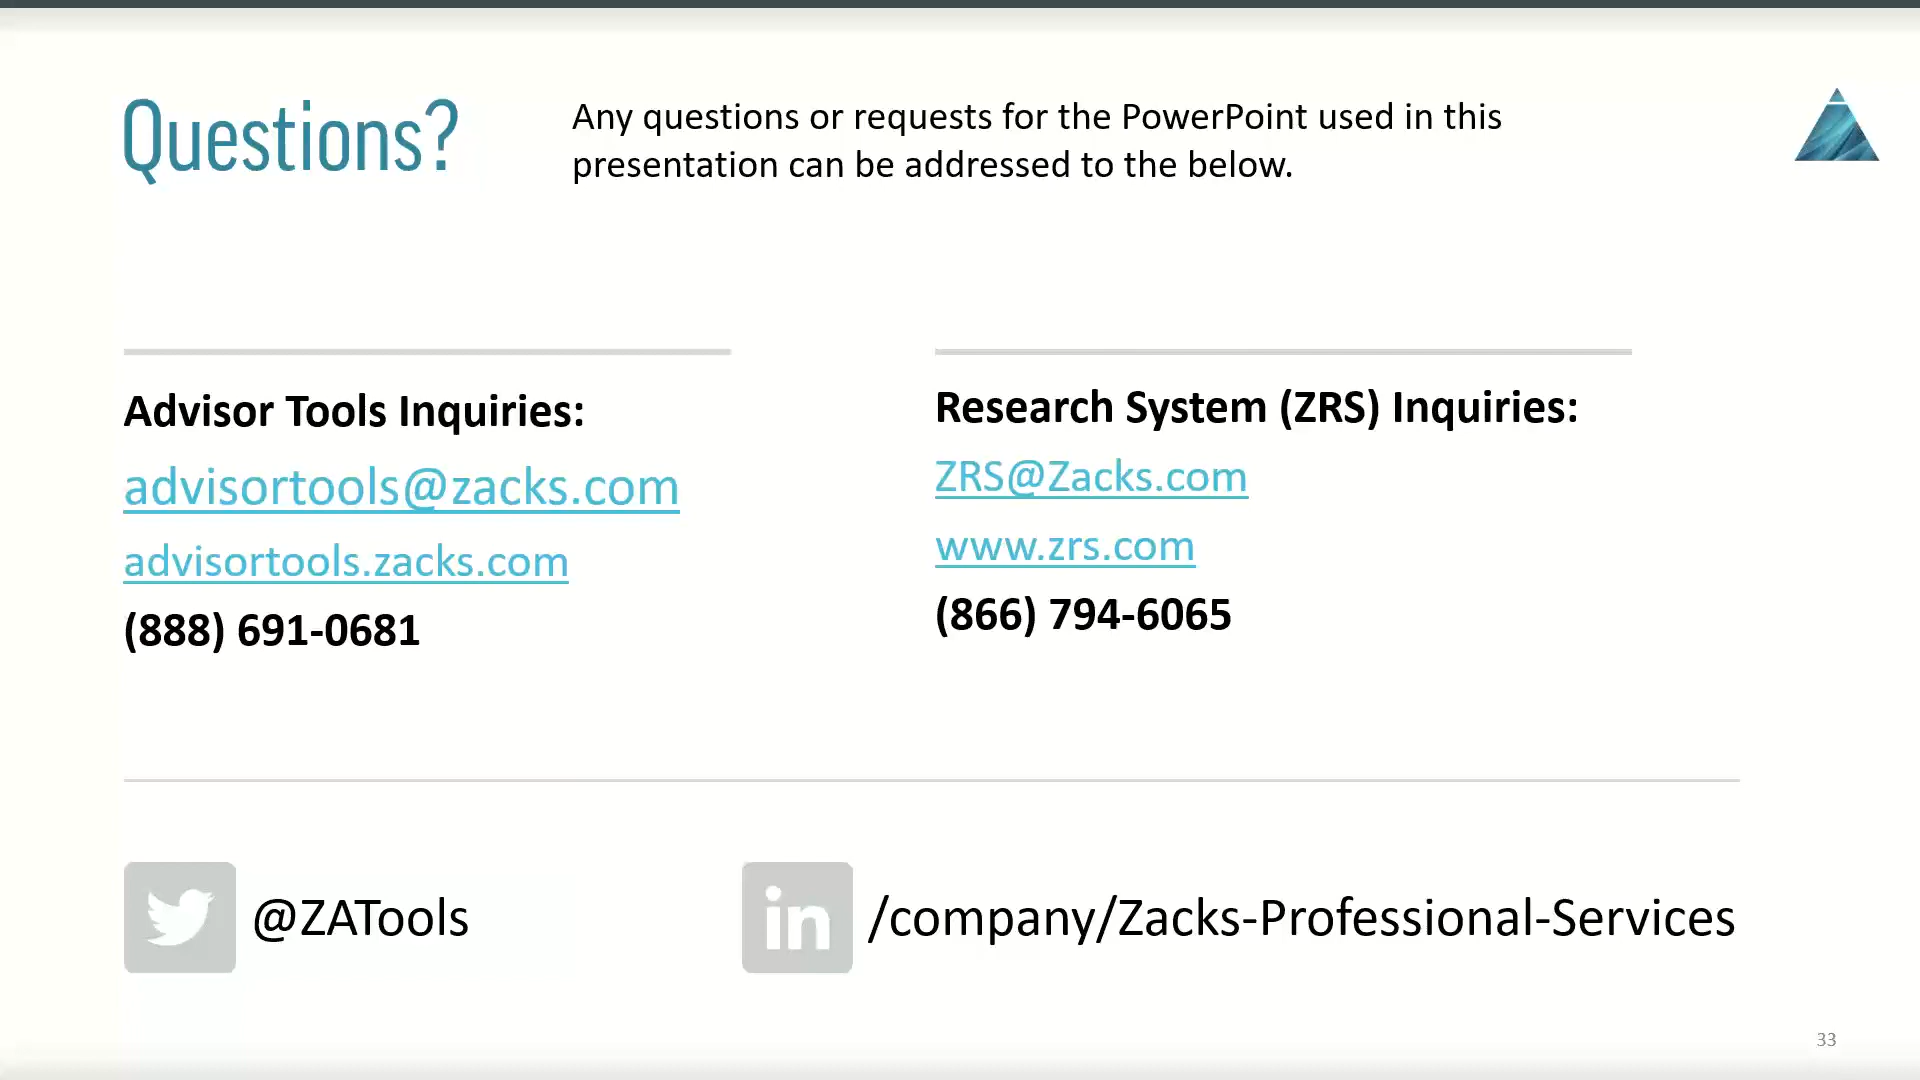 Questions?
Any questions or requests for the PowerPoint used in this
presentation can be addressed to the below.
Advisor Tools Inquiries:
advisortools@zacks.com
advisortools.zacks.com
(888) 691-0681
Research System (ZRS) Inquiries:
ZRS@Zacks.com
www.zrs.com
(866) 794-6065
@ZATools
in /company/Zacks-Professional-Services
33